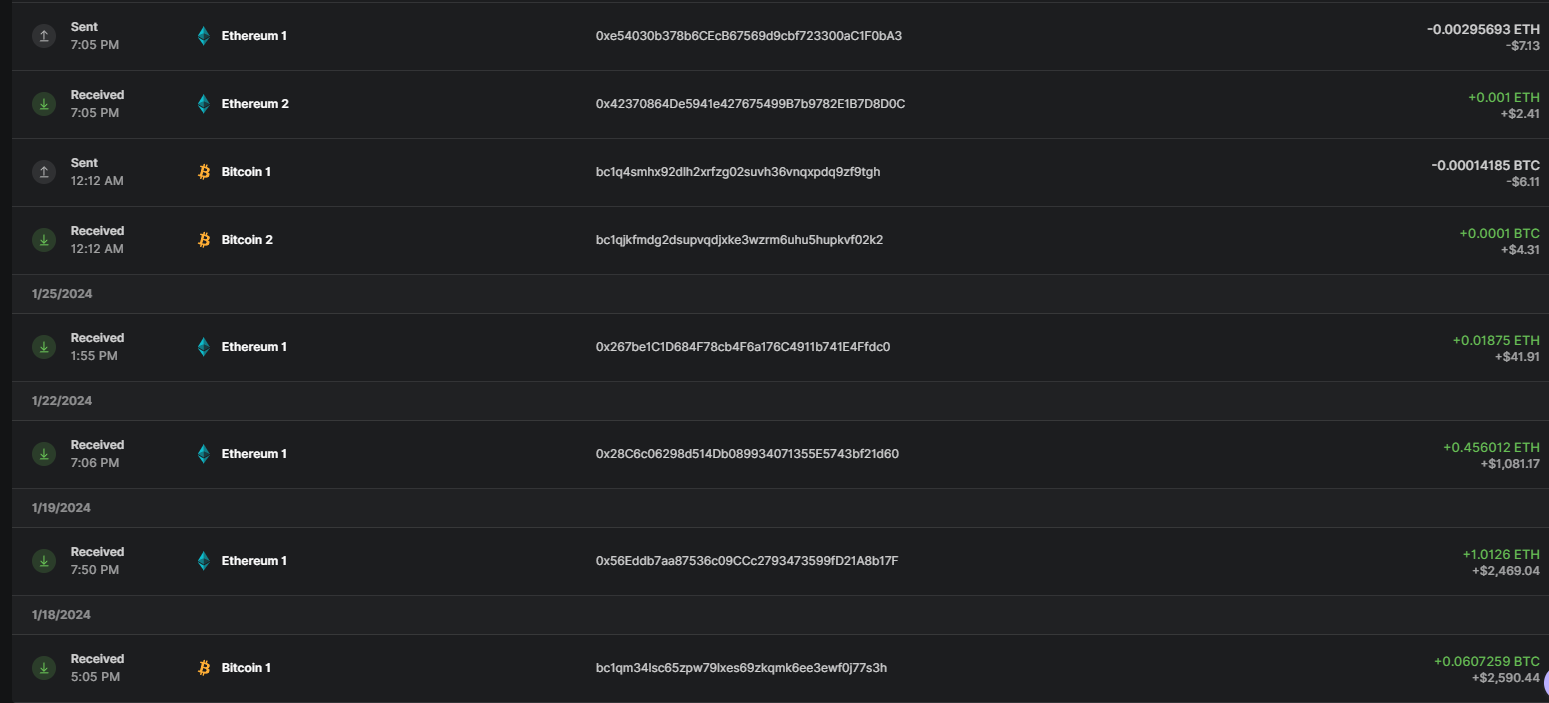 Sent
7:05 PM
Ethereum 1
0xe54030b378b6CEcB67569d9cbf723300aC1F0bA3
-0.00295693 ETH
-$7.13
Received
7:05 PM
Ethereum 2
0x42370864De5941e427675499B7b9782E1B7D8D0C
+0.001 ETH
+$2.41
Sent
12:12 AM
Bitcoin 1
bc1q4smhx92dlh2xrfzg02suvh36vnqxpdq9zf9tgh
-0.00014185 BTC
-$6.11
Received
12:12 AM
Bitcoin 2
bc1qjkfmdg2dsupvqdjxke3wzrm6uhu5hupkvf02k2
+0.0001 BTC
+$4.31
1/25/2024
Received
1:55 PM
Ethereum 1
0x267be1C1D684F78cb4F6a176C4911b741E4Ffdc0
+0.01875 ETH
+$41.91
1/22/2024
Received
7:06 PM
Ethereum 1
0x28C6c06298d514Db089934071355E5743bf21d60
+0.456012 ETH
+$1,081.17
1/19/2024
Received
7:50 PM
Ethereum 1
0x56Eddb7aa87536c09CCc2793473599fD21A8b17F
+1.0126 ETH
+$2,469.04
1/18/2024
Received
5:05 PM
Bitcoin 1
bc1qm34lsc65zpw79lxes69zkqmk6ee3ewf0j77s3h
+0.0607259 BTC
+$2,590.44